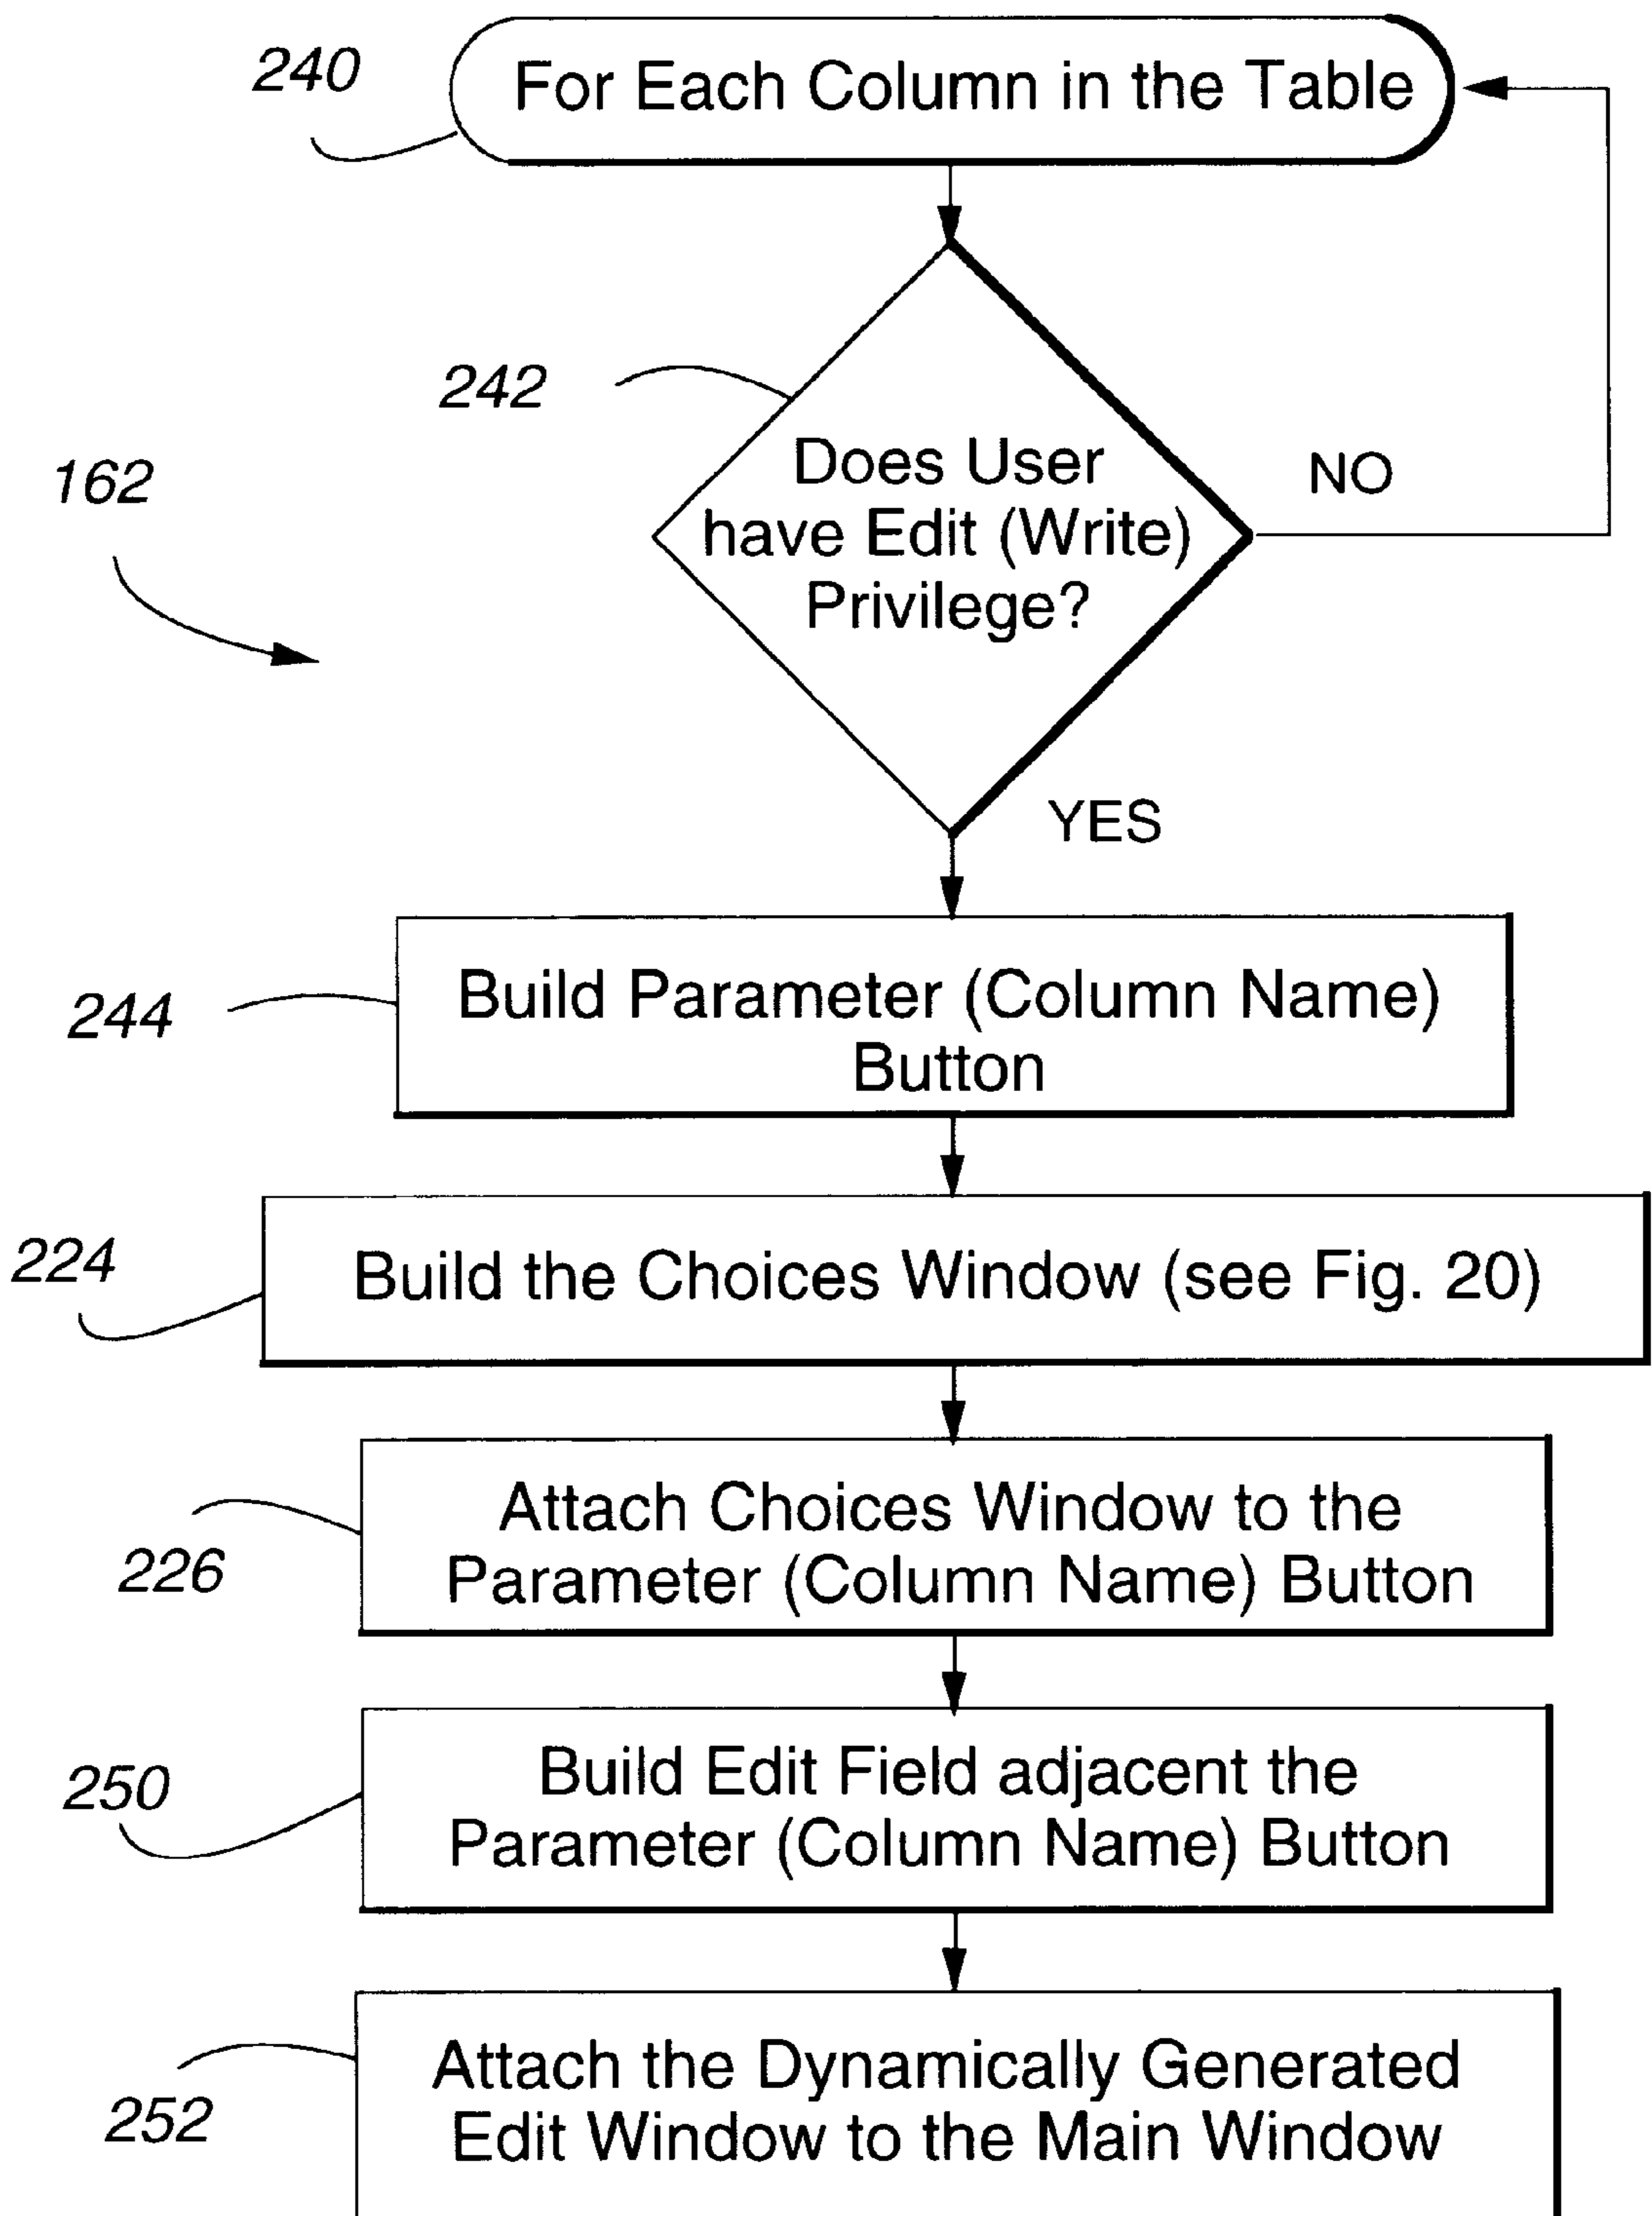 240
For Each Column in the Table
242
Does User
have Edit (Write)
Privilege?
NO
162
YES
244
Build Parameter (Column Name)
Button
224
Build the Choices Window (see Fig. 20)
226
Attach Choices Window to the
Parameter (Column Name) Button
250
Build Edit Field adjacent the
Parameter (Column Name) Button
252
Attach the Dynamically Generated
Edit Window to the Main Window